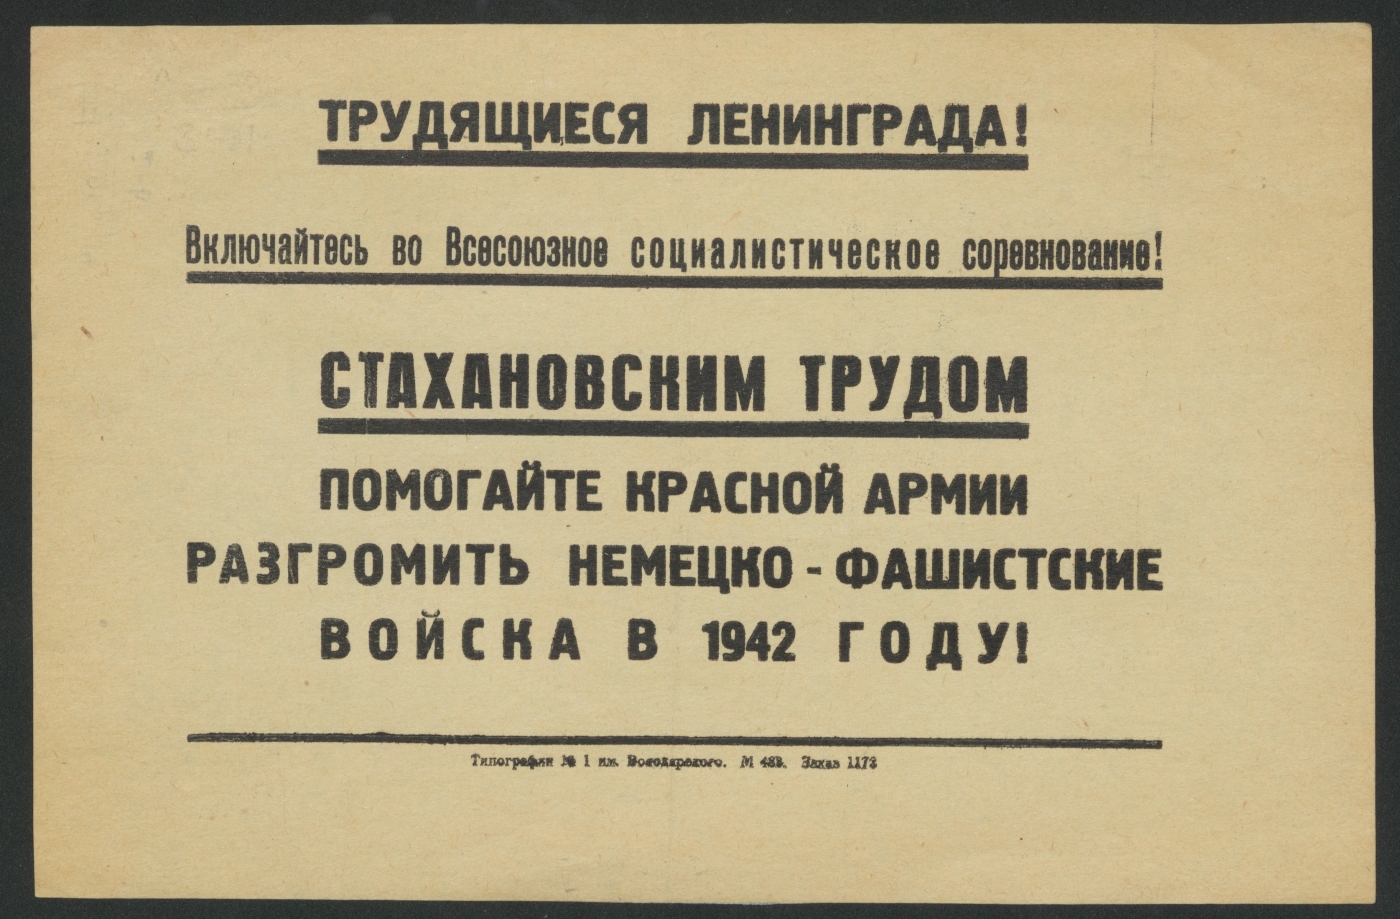 ТРУДЯЩИЕСЯ ЛЕНИНГРАДА!
Включайтесь во Всесоюзное социалистическое соревнование!
СТАХАНОВСКИМ ТРУДОМ
ПОМОГАЙТЕ КРАСНОЙ АРМИИ
РАЗГРОМИТЬ НЕМЕЦКО-ФАШИСТСКИЕ
ВОЙСКА В 1942 ГОДУ!
Типография № 1 им. Володарского. М 483. Заказ 1173